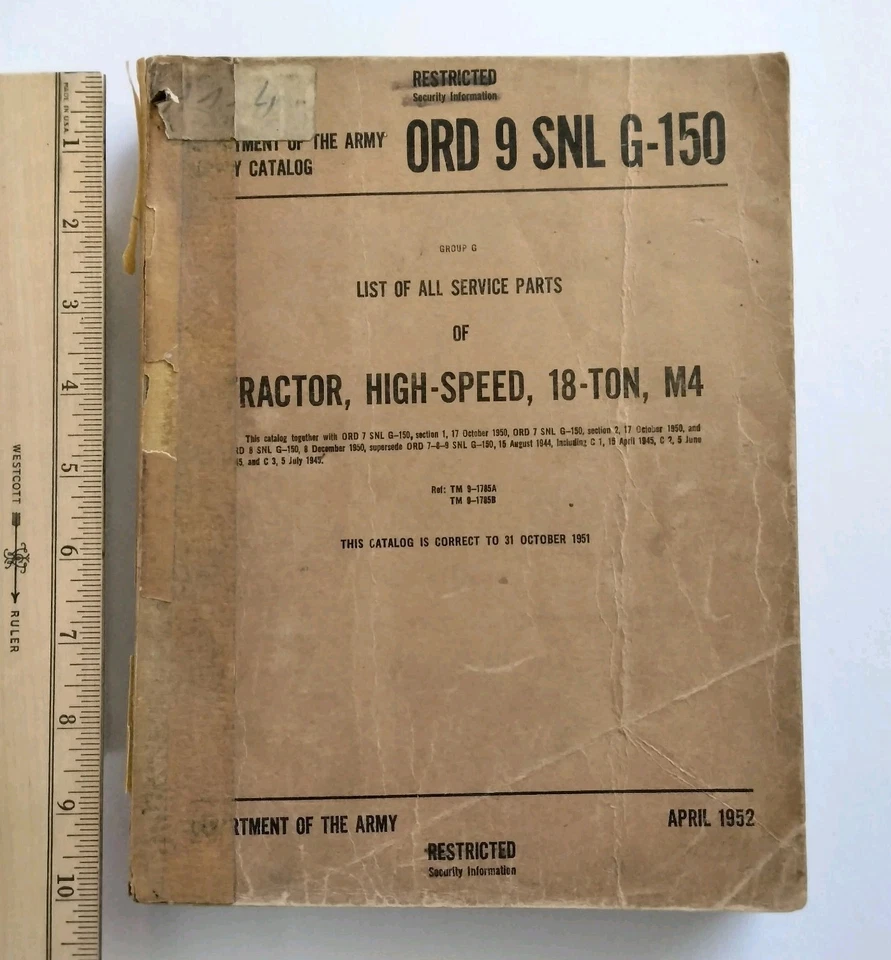 RESTRICTED
Security Information
TMENT OF THE ARMY
Y CATALOG
ORD 9 SNL G-150
GROUP G
LIST OF ALL SERVICE PARTS
OF
RACTOR, HIGH-SPEED, 18-TON, M4
This catalog together with ORD 7 SNL G-150, section 1, 17 October 1950, ORD 7 SNL G-150, section 2, 17 October 1950, and
RD 8 SNL G-150, 8 December 1950, supersede ORD 7-8-9 SNL G-150, 15 August 1944, including C 1, 19 April 1945, C 2, 5 June
45, and C 3, 5 July 1945.
Ref: TM 9-1785A
TM 9-1785B
THIS CATALOG IS CORRECT TO 31 OCTOBER 1951
RTMENT OF THE ARMY
APRIL 1952
RESTRICTED
Security Information
MADE IN U.S.A.
1
2
3
4
5
6
7
8
9
10
WESTCOTT
RULER